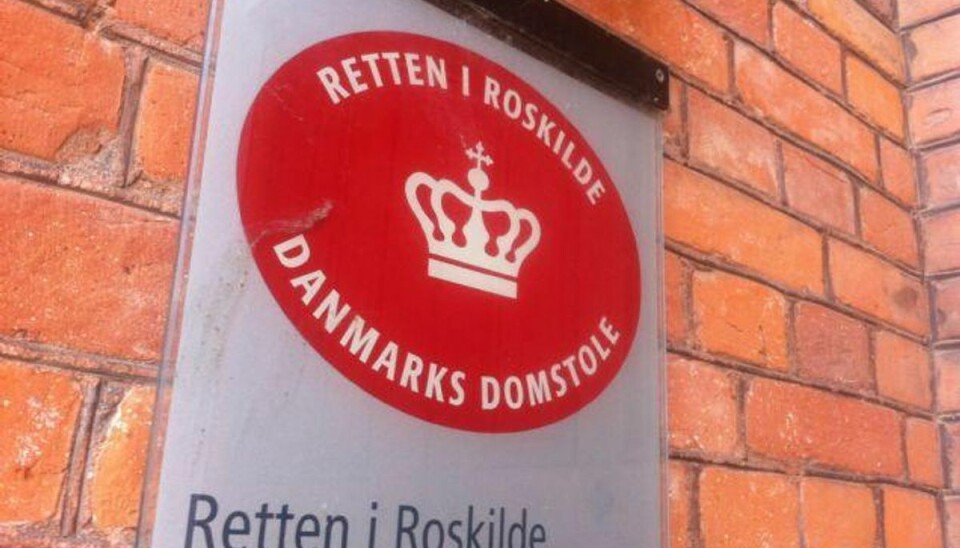 RETTEN I ROSKILDE
DANMARKS DOMSTOLE
Retten i Roskilde